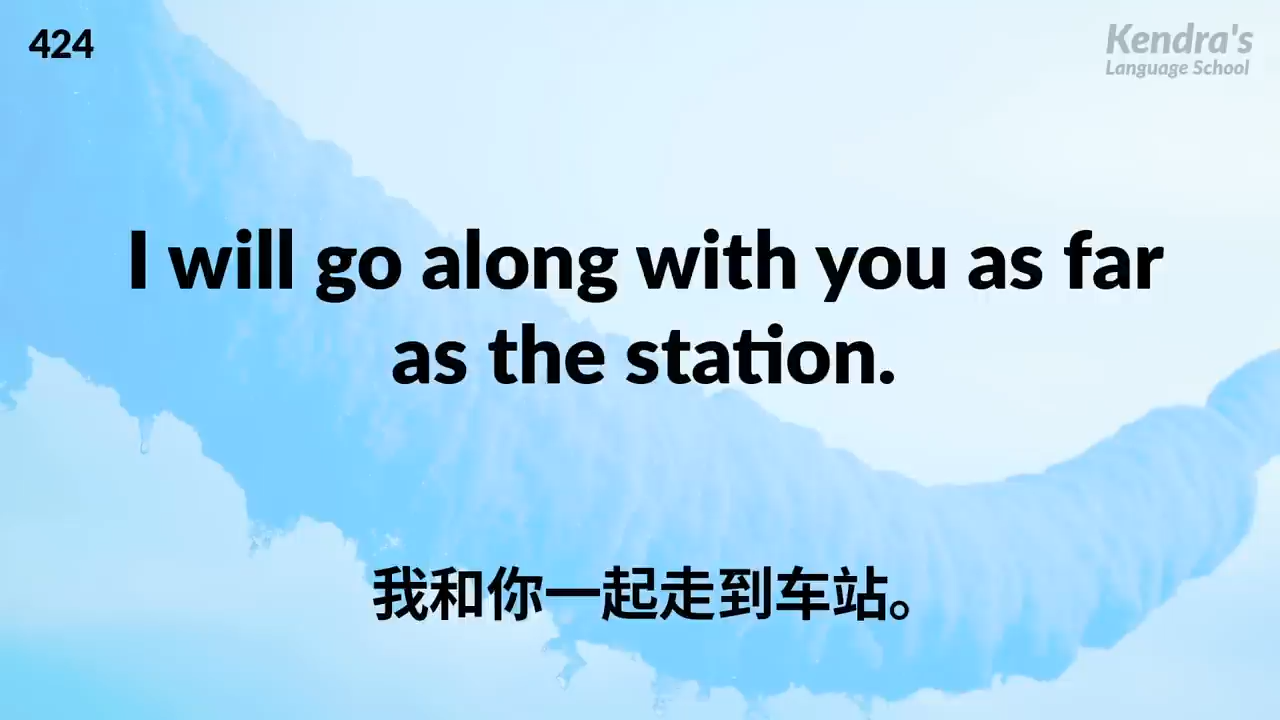 424
Kendra's
Language School
I will go along with you as far
as the station.
我和你一起走到车站。